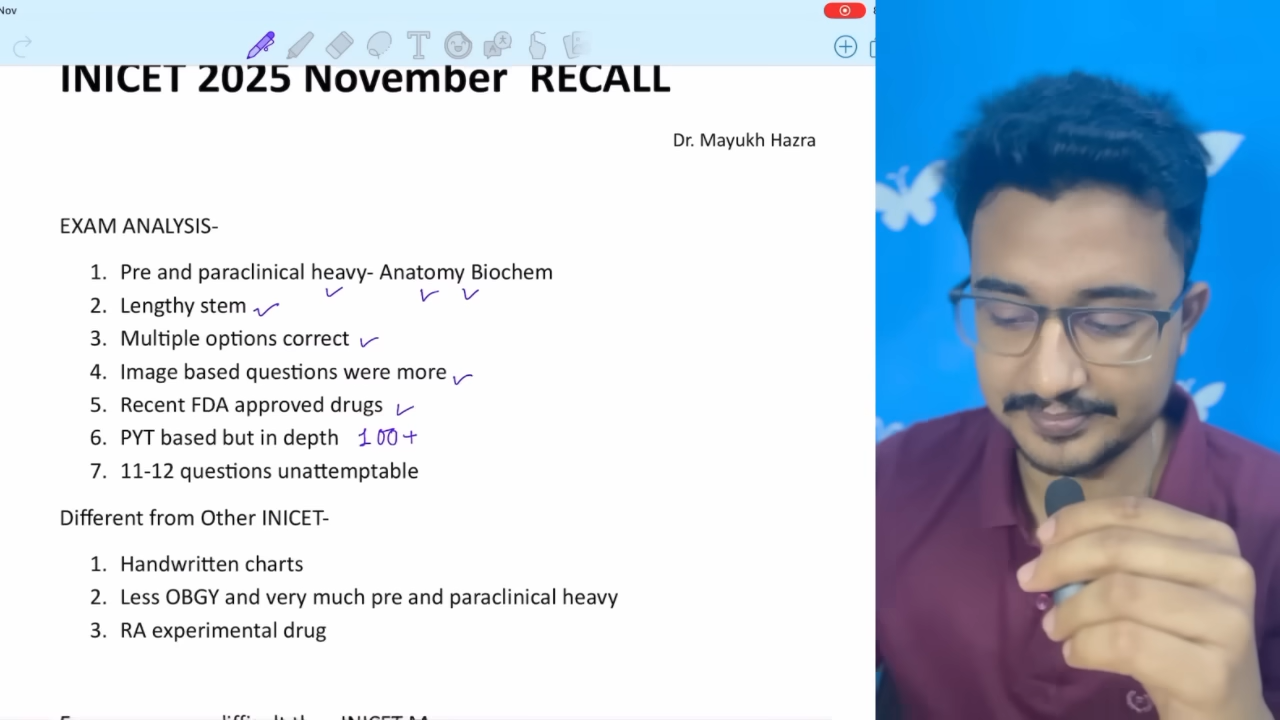 Nov
INICET 2025 November RECALL
Dr. Mayukh Hazra
EXAM ANALYSIS-
1. Pre and paraclinical heavy- Anatomy Biochem
2. Lengthy stem
3. Multiple options correct
4. Image based questions were more
5. Recent FDA approved drugs
6. PYT based but in depth 100+
7. 11-12 questions unattemptable
Different from Other INICET-
1. Handwritten charts
2. Less OBGY and very much pre and paraclinical heavy
3. RA experimental drug